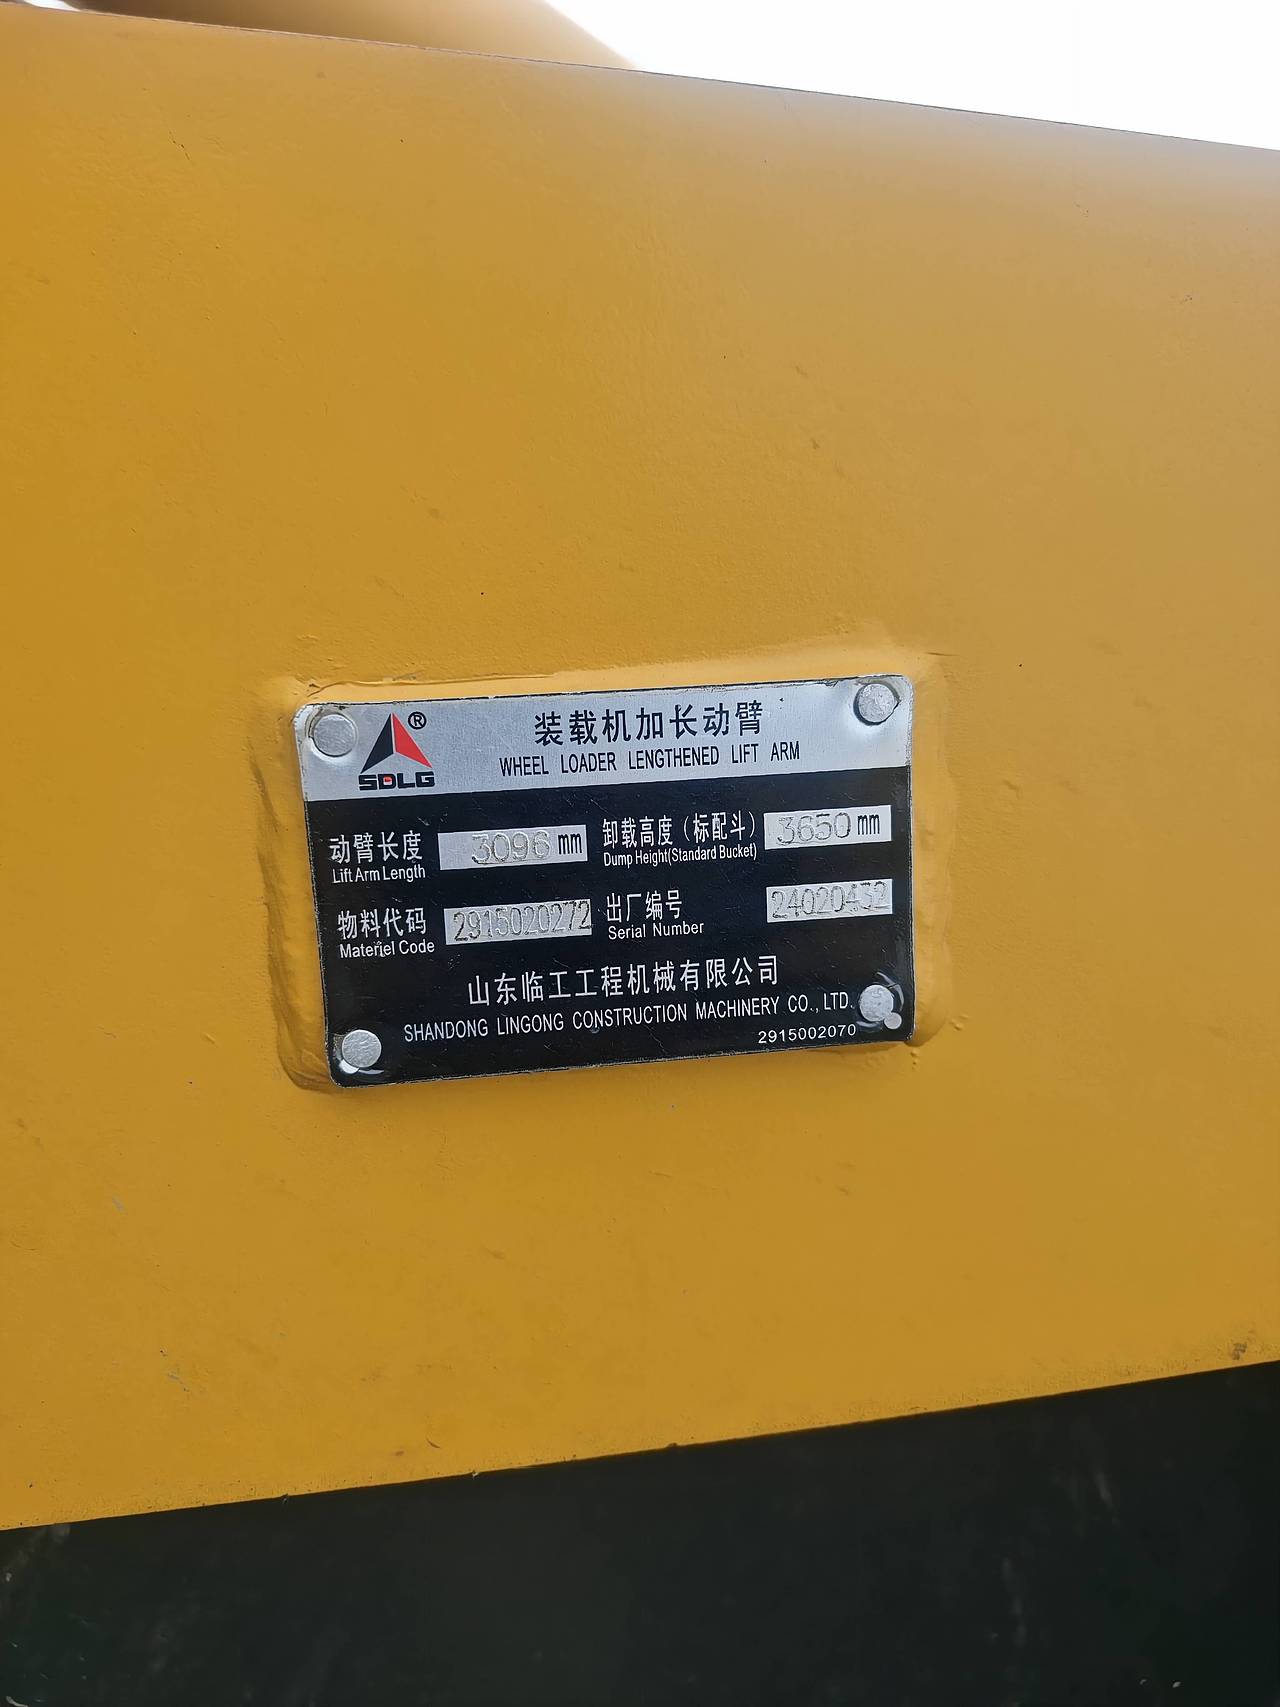 SDLG ®
装载机加长动臂
WHEEL LOADER LENGTHENED LIFT ARM
动臂长度 3096 mm 卸载高度（标配斗） 3650 mm
Lift Arm Length Dump Height(Standard Bucket)
物料代码 2915020272 出厂编号 24020432
Materiel Code Serial Number
山东临工工程机械有限公司
SHANDONG LINGONG CONSTRUCTION MACHINERY CO., LTD.
2915002070